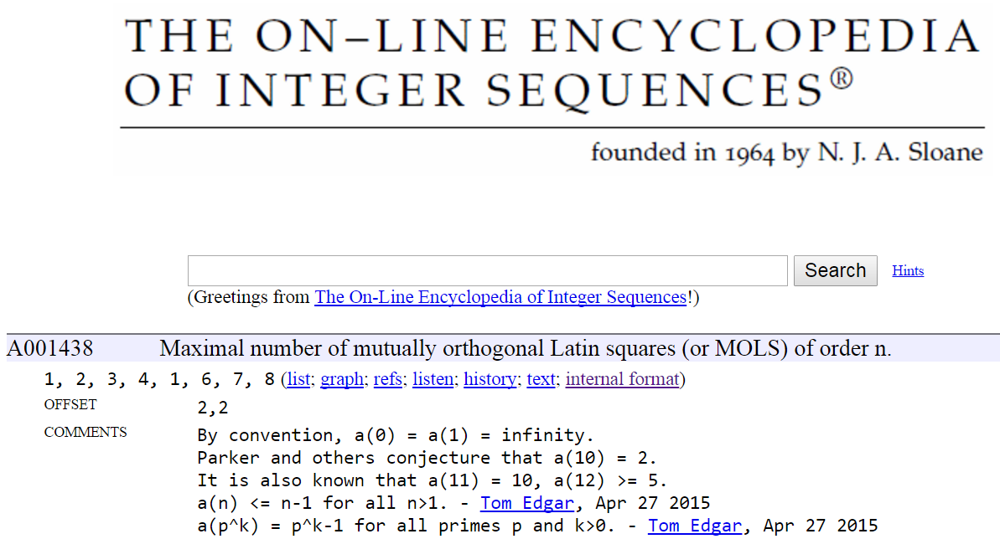 THE ON–LINE ENCYCLOPEDIA
OF INTEGER SEQUENCES®
founded in 1964 by N. J. A. Sloane
Search Hints
(Greetings from The On-Line Encyclopedia of Integer Sequences!)
A001438 Maximal number of mutually orthogonal Latin squares (or MOLS) of order n.
1, 2, 3, 4, 1, 6, 7, 8 (list; graph; refs; listen; history; text; internal format)
OFFSET 2,2
COMMENTS By convention, a(0) = a(1) = infinity.
Parker and others conjecture that a(10) = 2.
It is also known that a(11) = 10, a(12) >= 5.
a(n) <= n-1 for all n>1. - Tom Edgar, Apr 27 2015
a(p^k) = p^k-1 for all primes p and k>0. - Tom Edgar, Apr 27 2015